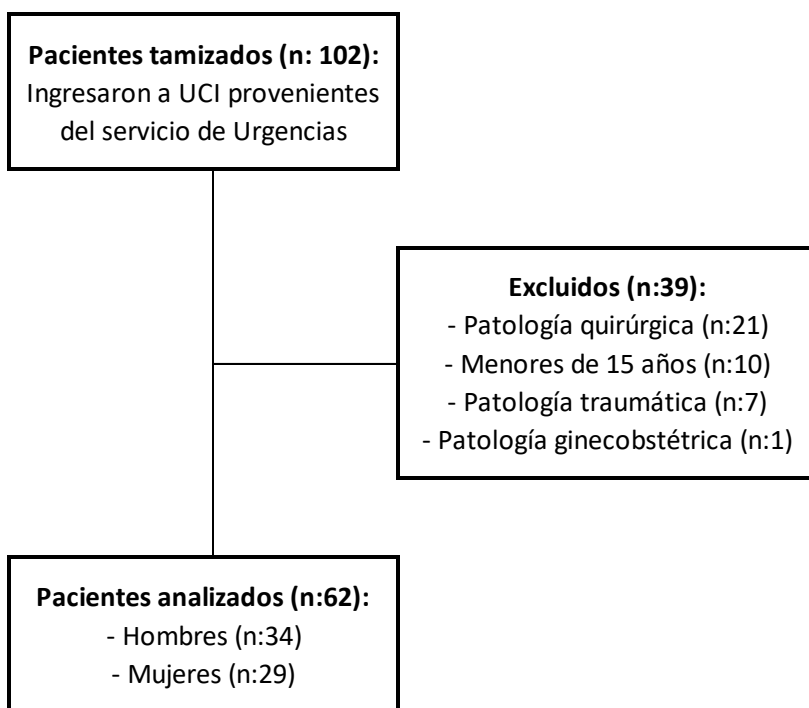 Pacientes tamizados (n: 102):
Ingresaron a UCI provenientes
del servicio de Urgencias
Excluidos (n:39):
- Patología quirúrgica (n:21)
- Menores de 15 años (n:10)
- Patología traumática (n:7)
- Patología ginecobstétrica (n:1)
Pacientes analizados (n:62):
- Hombres (n:34)
- Mujeres (n:29)